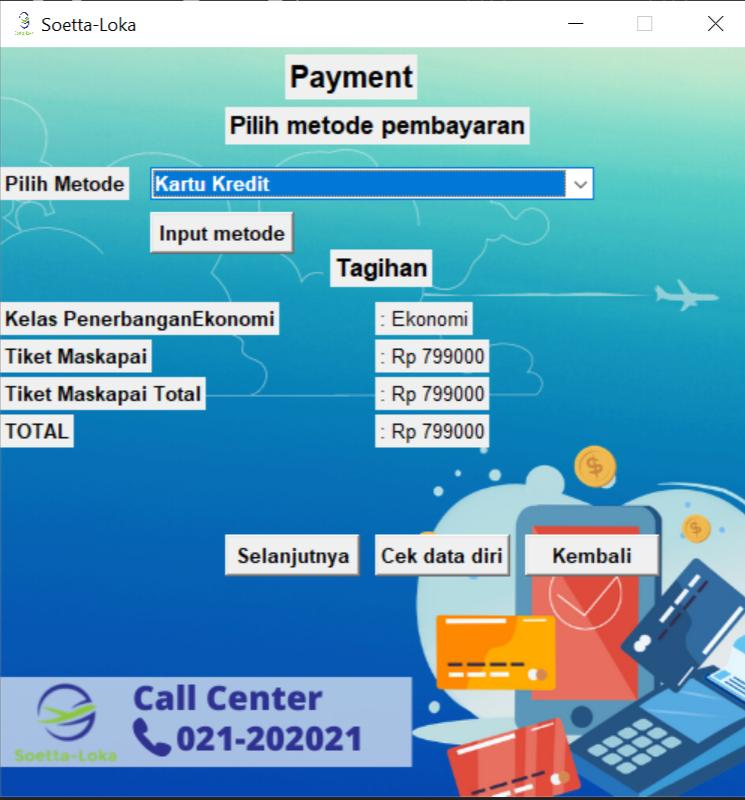 Soetta-Loka
Payment
Pilih metode pembayaran
Pilih Metode Kartu Kredit
Input metode
Tagihan
Kelas PenerbanganEkonomi : Ekonomi
Tiket Maskapai : Rp 799000
Tiket Maskapai Total : Rp 799000
TOTAL : Rp 799000
Selanjutnya Cek data diri Kembali
Call Center
021-202021
Soetta-Loka